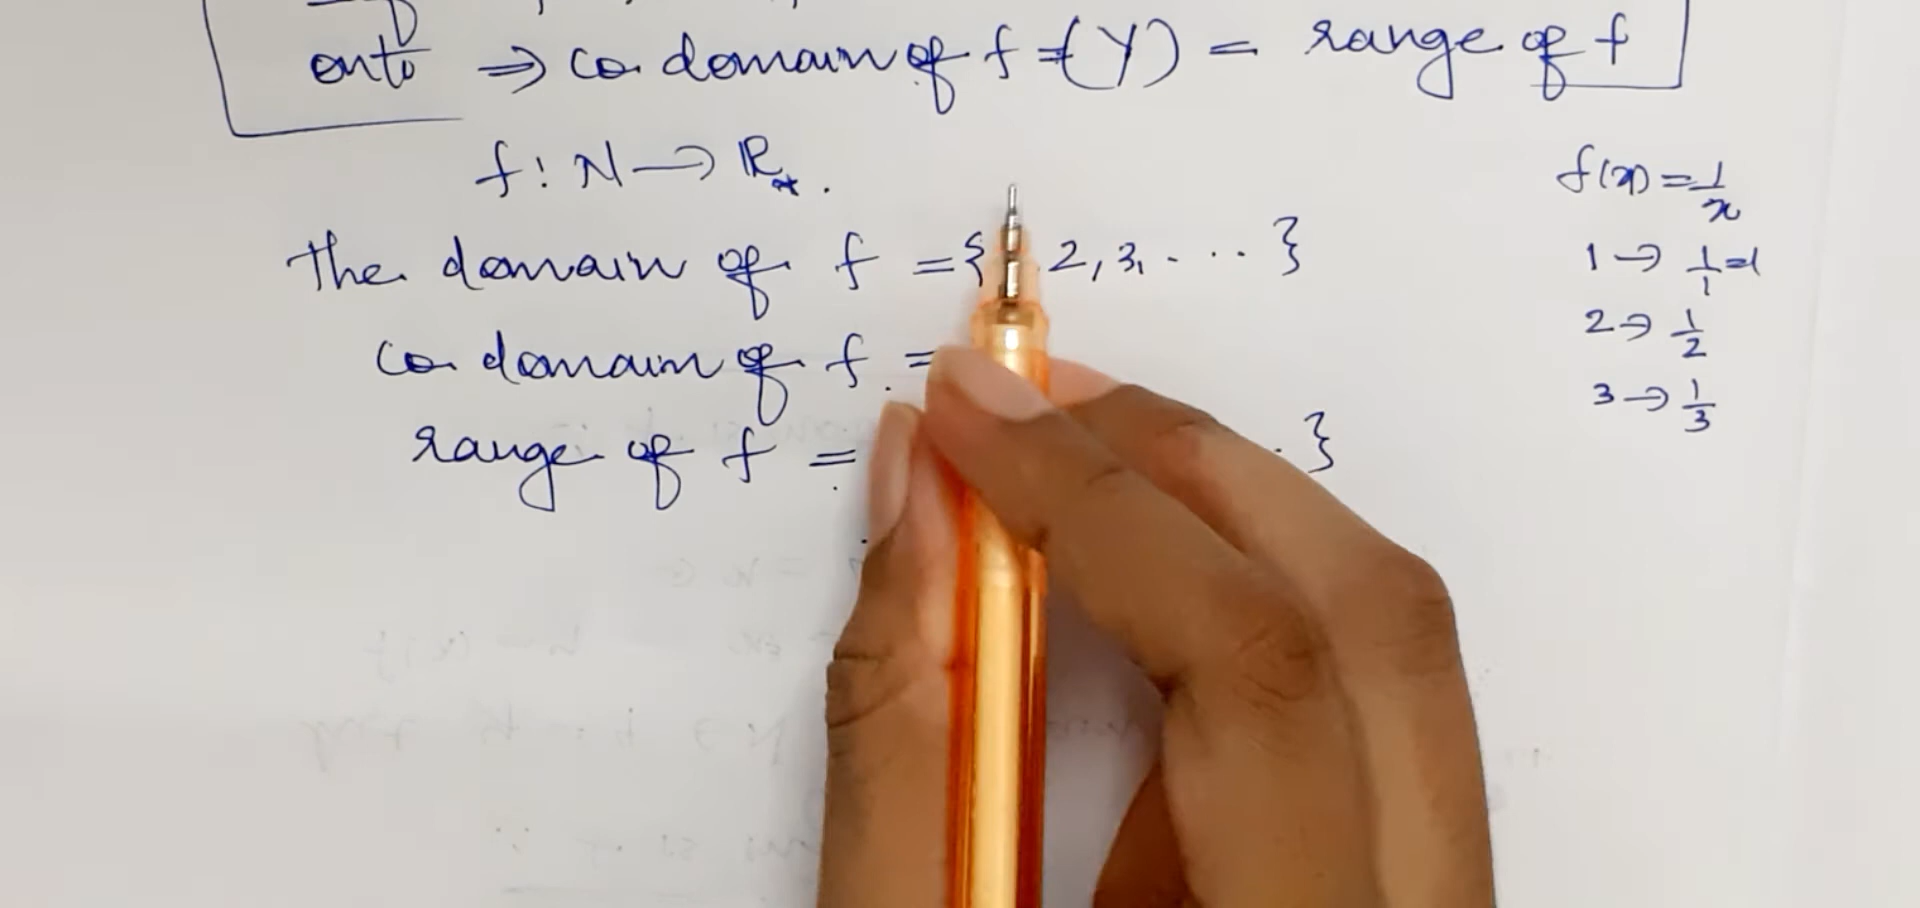 onto ⇒ co domain of f = (Y) = range of f
f : N → ℝ* .
f(x) = 1/x
The domain of f = { 2, 3, . . . }
1 → 1/1 = 1
2 → 1/2
co domain of f =
3 → 1/3
range of f = . }